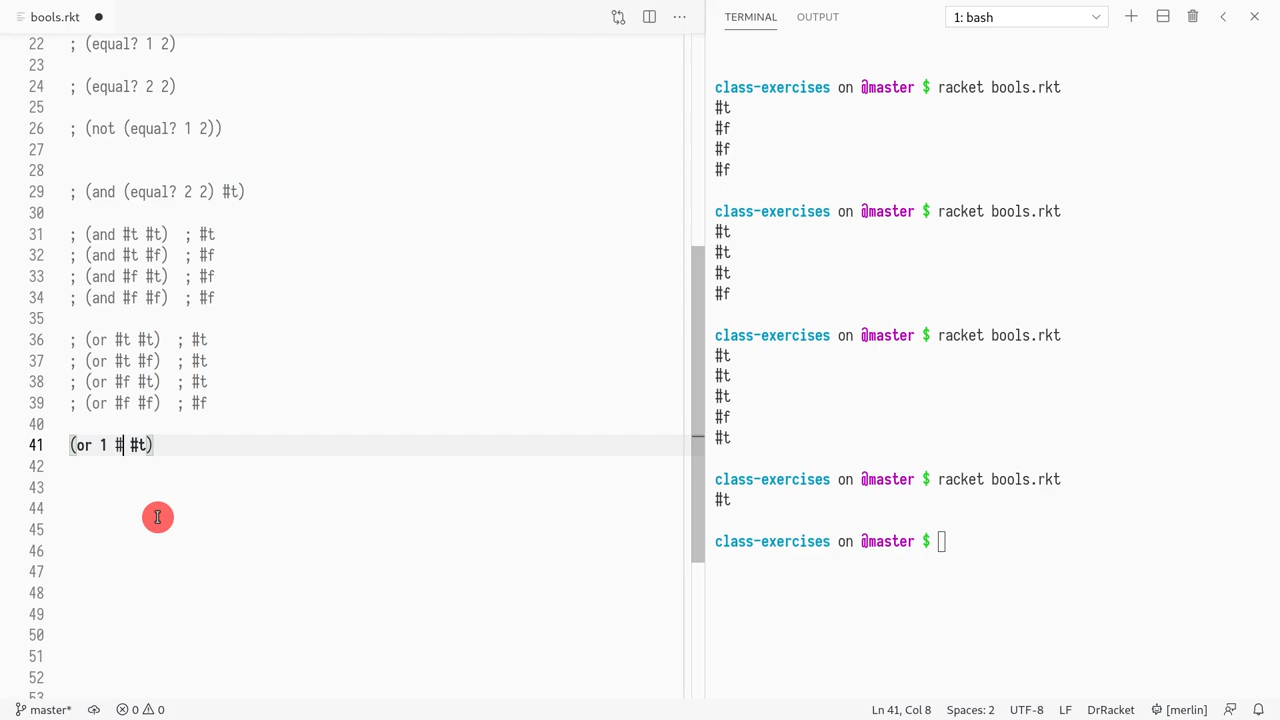 bools.rkt
22 ; (equal? 1 2)
23
24 ; (equal? 2 2)
25
26 ; (not (equal? 1 2))
27
28
29 ; (and (equal? 2 2) #t)
30
31 ; (and #t #t)  ; #t
32 ; (and #t #f)  ; #f
33 ; (and #f #t)  ; #f
34 ; (and #f #f)  ; #f
35
36 ; (or #t #t)  ; #t
37 ; (or #t #f)  ; #t
38 ; (or #f #t)  ; #t
39 ; (or #f #f)  ; #f
40
41 (or 1 # #t)
42
43
44
45
46
47
48
49
50
51
52
53
TERMINAL OUTPUT 1: bash
class-exercises on @master $ racket bools.rkt
#t
#f
#f
#f
class-exercises on @master $ racket bools.rkt
#t
#t
#t
#f
class-exercises on @master $ racket bools.rkt
#t
#t
#t
#f
#t
class-exercises on @master $ racket bools.rkt
#t
class-exercises on @master $
master* 0 0 Ln 41, Col 8 Spaces: 2 UTF-8 LF DrRacket [merlin]